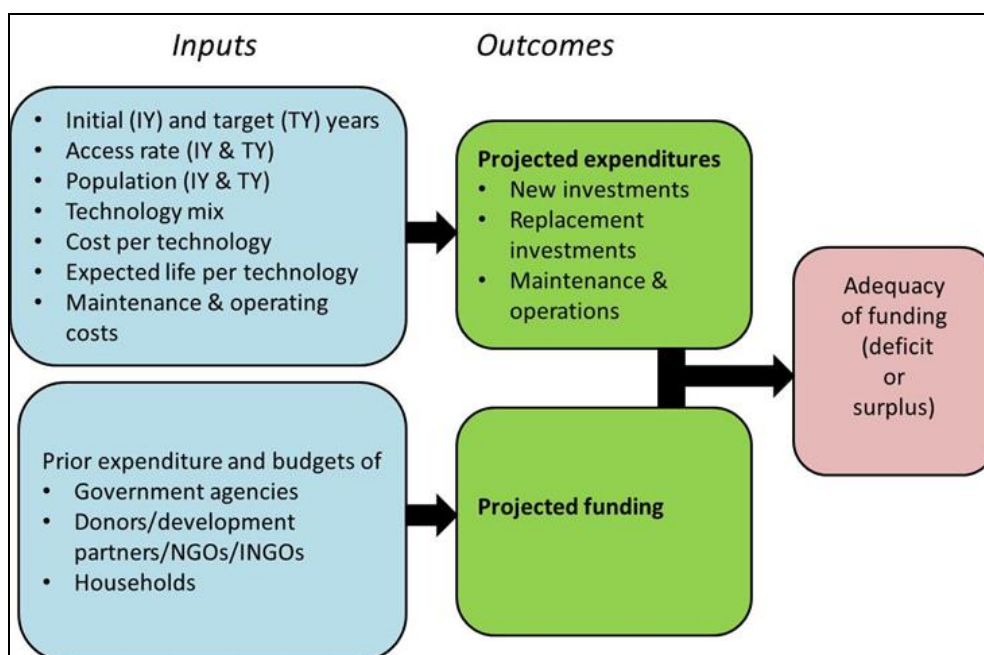 Inputs
Outcomes
• Initial (IY) and target (TY) years
• Access rate (IY & TY)
• Population (IY & TY)
• Technology mix
• Cost per technology
• Expected life per technology
• Maintenance & operating
costs
Projected expenditures
• New investments
• Replacement
investments
• Maintenance &
operations
Adequacy
of funding
(deficit
or
surplus)
Prior expenditure and budgets of
• Government agencies
• Donors/development
partners/NGOs/INGOs
• Households
Projected funding